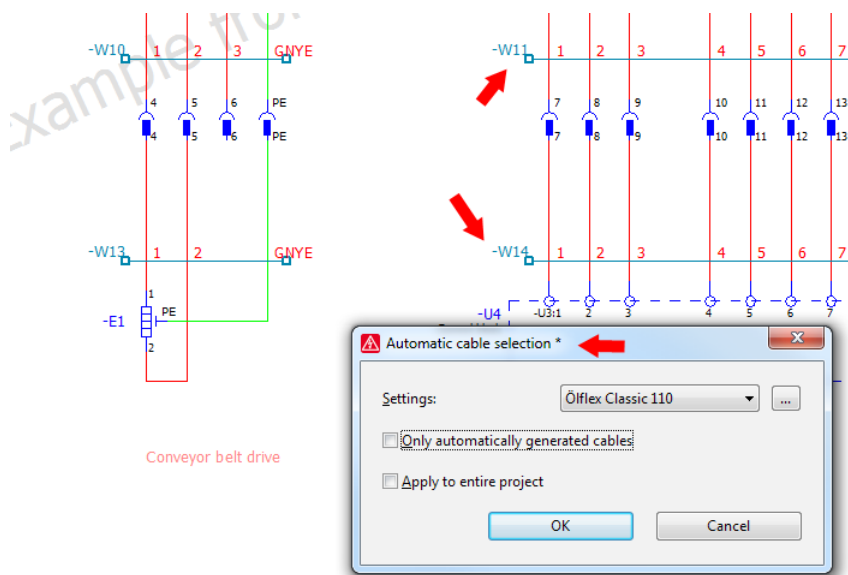 Example from
-W10 1 2 3 GNYE
-W11 1 2 3 4 5 6 7
4 5 6 PE
4 5 6 PE
7 8 9 10 11 12 13
7 8 9 10 11 12 13
-W13 1 2 GNYE
-W14 1 2 3 4 5 6 7
-E1 1 PE 2
-U4 -U3:1 2 3 4 5 6 7
Conveyor belt drive
Automatic cable selection *
Settings: Ölflex Classic 110 ...
Only automatically generated cables
Apply to entire project
OK Cancel